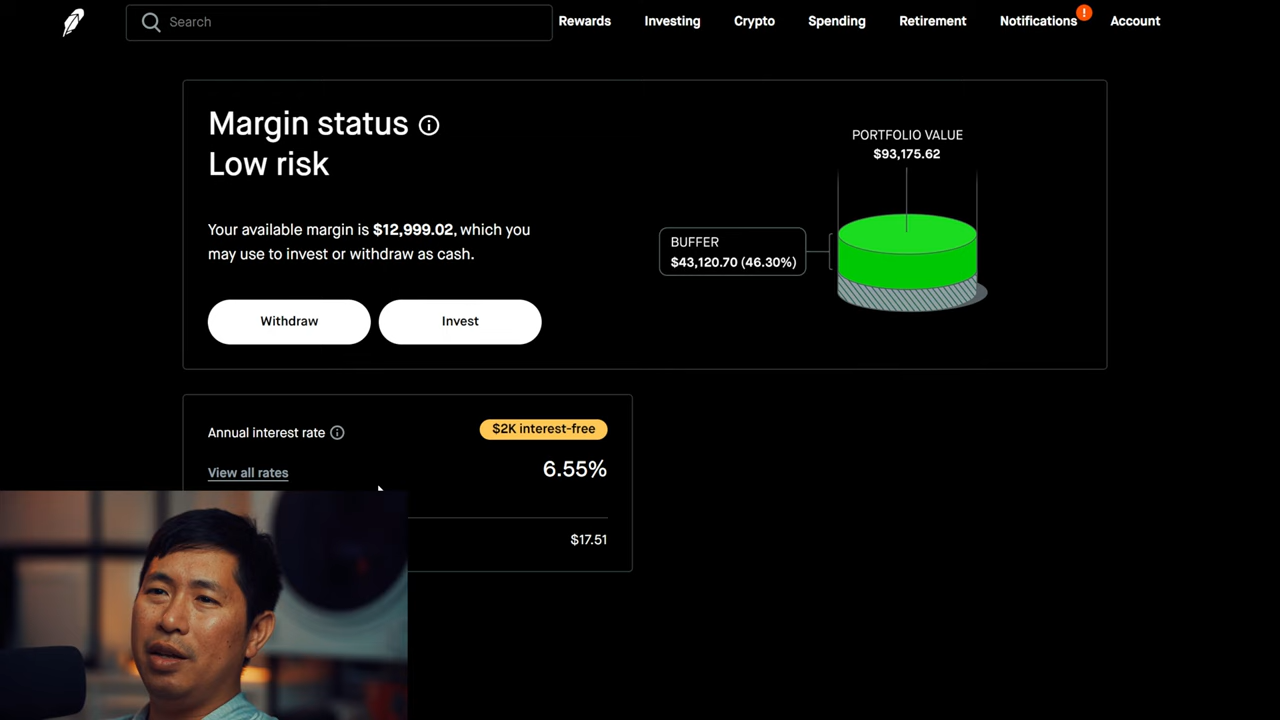 Search
Rewards
Investing
Crypto
Spending
Retirement
Notifications
!
Account
Margin status
Low risk
Your available margin is $12,999.02, which you
may use to invest or withdraw as cash.
Withdraw
Invest
PORTFOLIO VALUE
$93,175.62
BUFFER
$43,120.70 (46.30%)
Annual interest rate
$2K interest-free
View all rates
6.55%
$17.51